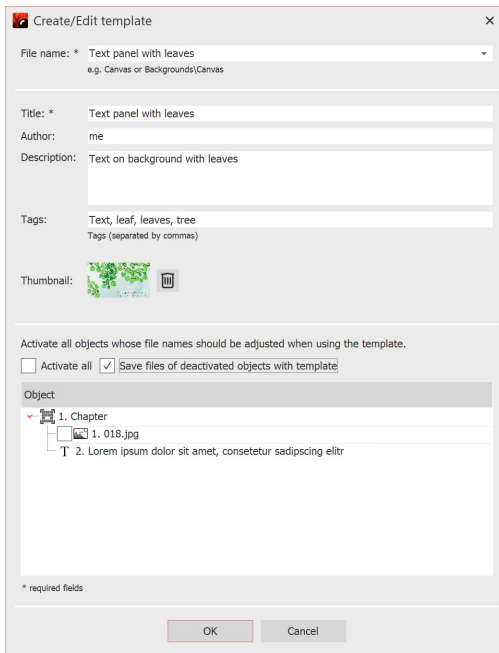 Create/Edit template
File name: * Text panel with leaves
e.g. Canvas or Backgrounds\Canvas
Title: * Text panel with leaves
Author: me
Description: Text on background with leaves
Tags: Text, leaf, leaves, tree
Tags (separated by commas)
Thumbnail:
Activate all objects whose file names should be adjusted when using the template.
Activate all Save files of deactivated objects with template
Object
1. Chapter
1. 018.jpg
T 2. Lorem ipsum dolor sit amet, consetetur sadipscing elitr
* required fields
OK Cancel